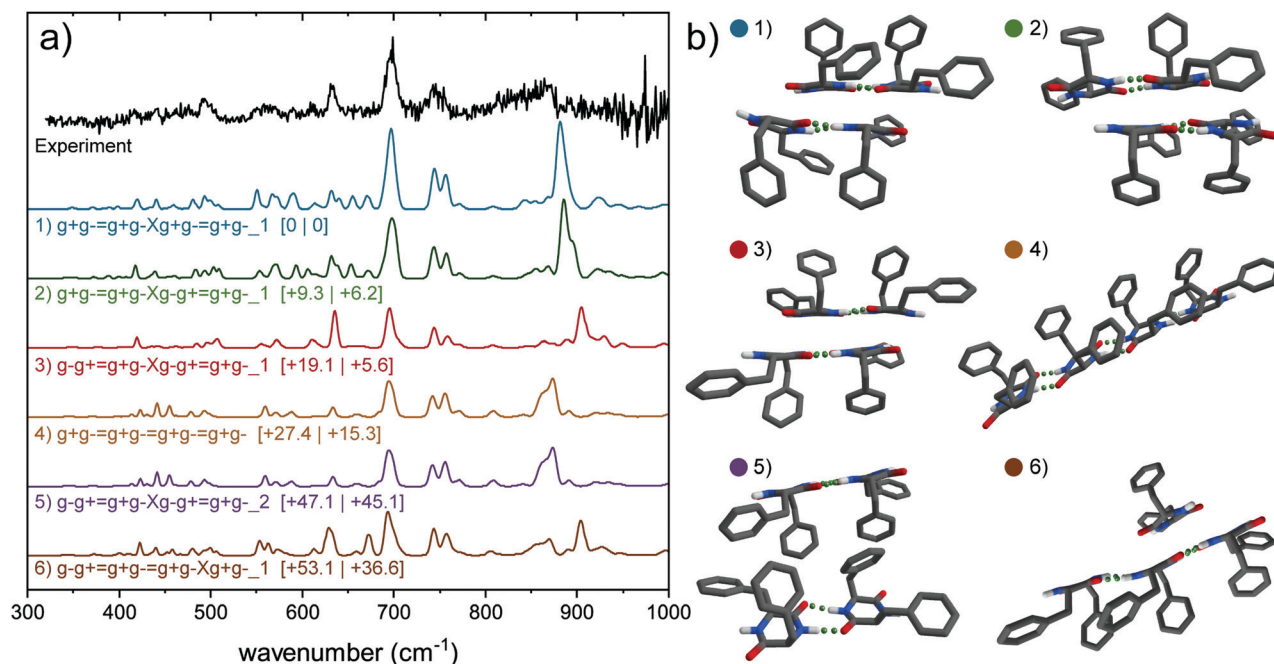 a)
Experiment
1) g+g-=g+g-Xg+g-=g+g-_1 [0 | 0]
2) g+g-=g+g-Xg-g+=g+g-_1 [+9.3 | +6.2]
3) g-g+=g+g-Xg-g+=g+g-_1 [+19.1 | +5.6]
4) g+g-=g+g-=g+g-=g+g- [+27.4 | +15.3]
5) g-g+=g+g-Xg-g+=g+g-_2 [+47.1 | +45.1]
6) g-g+=g+g-=g+g-Xg+g-_1 [+53.1 | +36.6]
300 400 500 600 700 800 900 1000
wavenumber (cm⁻¹)
b)
1)
2)
3)
4)
5)
6)